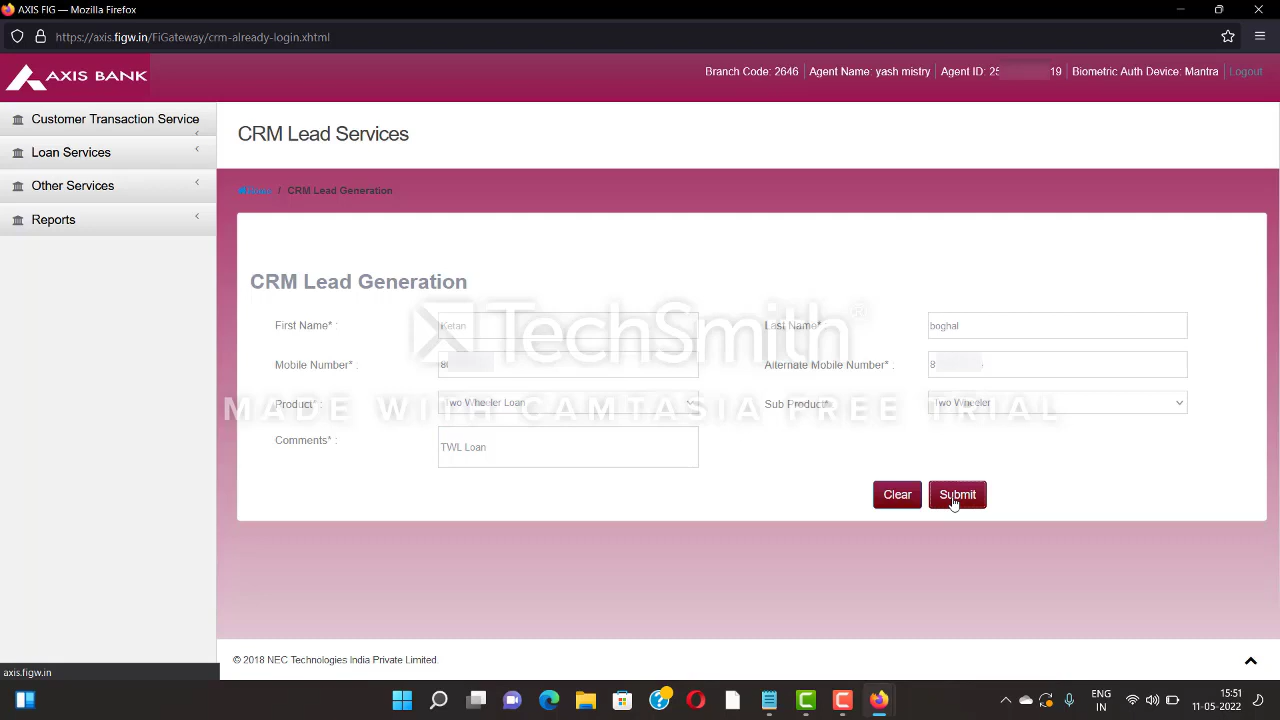 AXIS FIG — Mozilla Firefox
https://axis.figw.in/FiGateway/crm-already-login.xhtml
AXIS BANK
Branch Code: 2646 Agent Name: yash mistry Agent ID: 25 19 Biometric Auth Device: Mantra Logout
Customer Transaction Service
Loan Services
Other Services
Reports
CRM Lead Services
Home / CRM Lead Generation
CRM Lead Generation
First Name* : Ketan Last Name* boghal
Mobile Number* : 8 Alternate Mobile Number* : 8
Product* : Two Wheeler Loan Sub Product* Two Wheeler
Comments* : TWL Loan
Clear Submit
TechSmith®
MADE WITH CAMTASIA FREE TRIAL
© 2018 NEC Technologies India Private Limited.
axis.figw.in
ENG
IN
15:51
11-05-2022